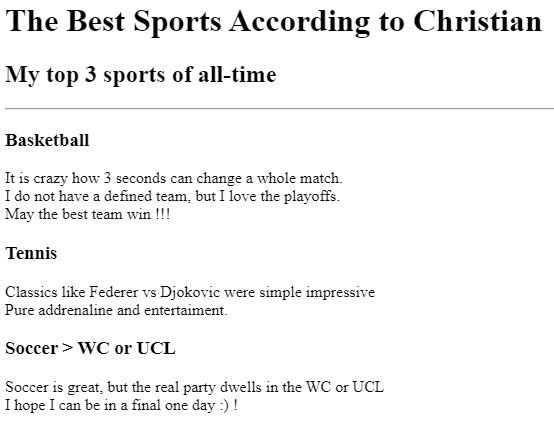 The Best Sports According to Christian
My top 3 sports of all-time
Basketball
It is crazy how 3 seconds can change a whole match.
I do not have a defined team, but I love the playoffs.
May the best team win !!!
Tennis
Classics like Federer vs Djokovic were simple impressive
Pure addrenaline and entertaiment.
Soccer > WC or UCL
Soccer is great, but the real party dwells in the WC or UCL
I hope I can be in a final one day :) !